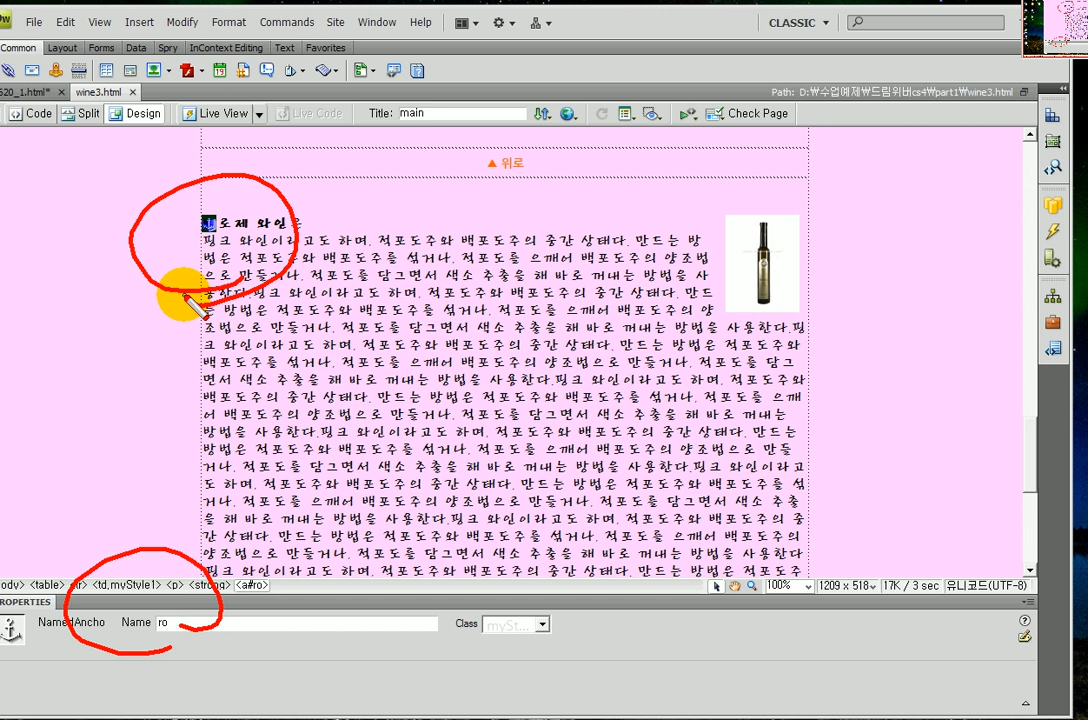 File Edit View Insert Modify Format Commands Site Window Help CLASSIC
Common Layout Forms Data Spry InContext Editing Text Favorites
620_1.html* wine3.html Path: D:₩수업예제₩드림위버cs4₩part1₩wine3.html
Code Split Design Live View Live Code Title: main Check Page
▲ 위로
로제 와인은
핑크 와인이라고도 하며, 적포도주와 백포도주의 중간 상태다. 만드는 방
법은 적포도주와 백포도주를 섞거나, 적포도를 으깨어 백포도주의 양조법
으로 만들거나, 적포도를 담그면서 색소 추출을 해 바로 꺼내는 방법을 사
용한다.핑크 와인이라고도 하며, 적포도주와 백포도주의 중간 상태다. 만드
는 방법은 적포도주와 백포도주를 섞거나, 적포도를 으깨어 백포도주의 양
조법으로 만들거나, 적포도를 담그면서 색소 추출을 해 바로 꺼내는 방법을 사용한다.핑
크 와인이라고도 하며, 적포도주와 백포도주의 중간 상태다. 만드는 방법은 적포도주와
백포도주를 섞거나, 적포도를 으깨어 백포도주의 양조법으로 만들거나, 적포도를 담그
면서 색소 추출을 해 바로 꺼내는 방법을 사용한다.핑크 와인이라고도 하며, 적포도주와
백포도주의 중간 상태다. 만드는 방법은 적포도주와 백포도주를 섞거나, 적포도를 으깨
어 백포도주의 양조법으로 만들거나, 적포도를 담그면서 색소 추출을 해 바로 꺼내는
방법을 사용한다.핑크 와인이라고도 하며, 적포도주와 백포도주의 중간 상태다. 만드는
방법은 적포도주와 백포도주를 섞거나, 적포도를 으깨어 백포도주의 양조법으로 만들
거나, 적포도를 담그면서 색소 추출을 해 바로 꺼내는 방법을 사용한다.핑크 와인이라고
도 하며, 적포도주와 백포도주의 중간 상태다. 만드는 방법은 적포도주와 백포도주를 섞
거나, 적포도를 으깨어 백포도주의 양조법으로 만들거나, 적포도를 담그면서 색소 추출
을 해 바로 꺼내는 방법을 사용한다.핑크 와인이라고도 하며, 적포도주와 백포도주의 중
간 상태다. 만드는 방법은 적포도주와 백포도주를 섞거나, 적포도를 으깨어 백포도주의
양조법으로 만들거나, 적포도를 담그면서 색소 추출을 해 바로 꺼내는 방법을 사용한다
.핑크 와인이라고도 하며, 적포도주와 백포도주의 중간 상태다. 만드는 방법은 적포도주
ody> <table> <tr> <td.myStyle1> <p> <strong> <a#ro> 100% 1209 x 518 17K / 3 sec 유니코드(UTF-8)
ROPERTIES
NamedAncho Name ro Class mySt...